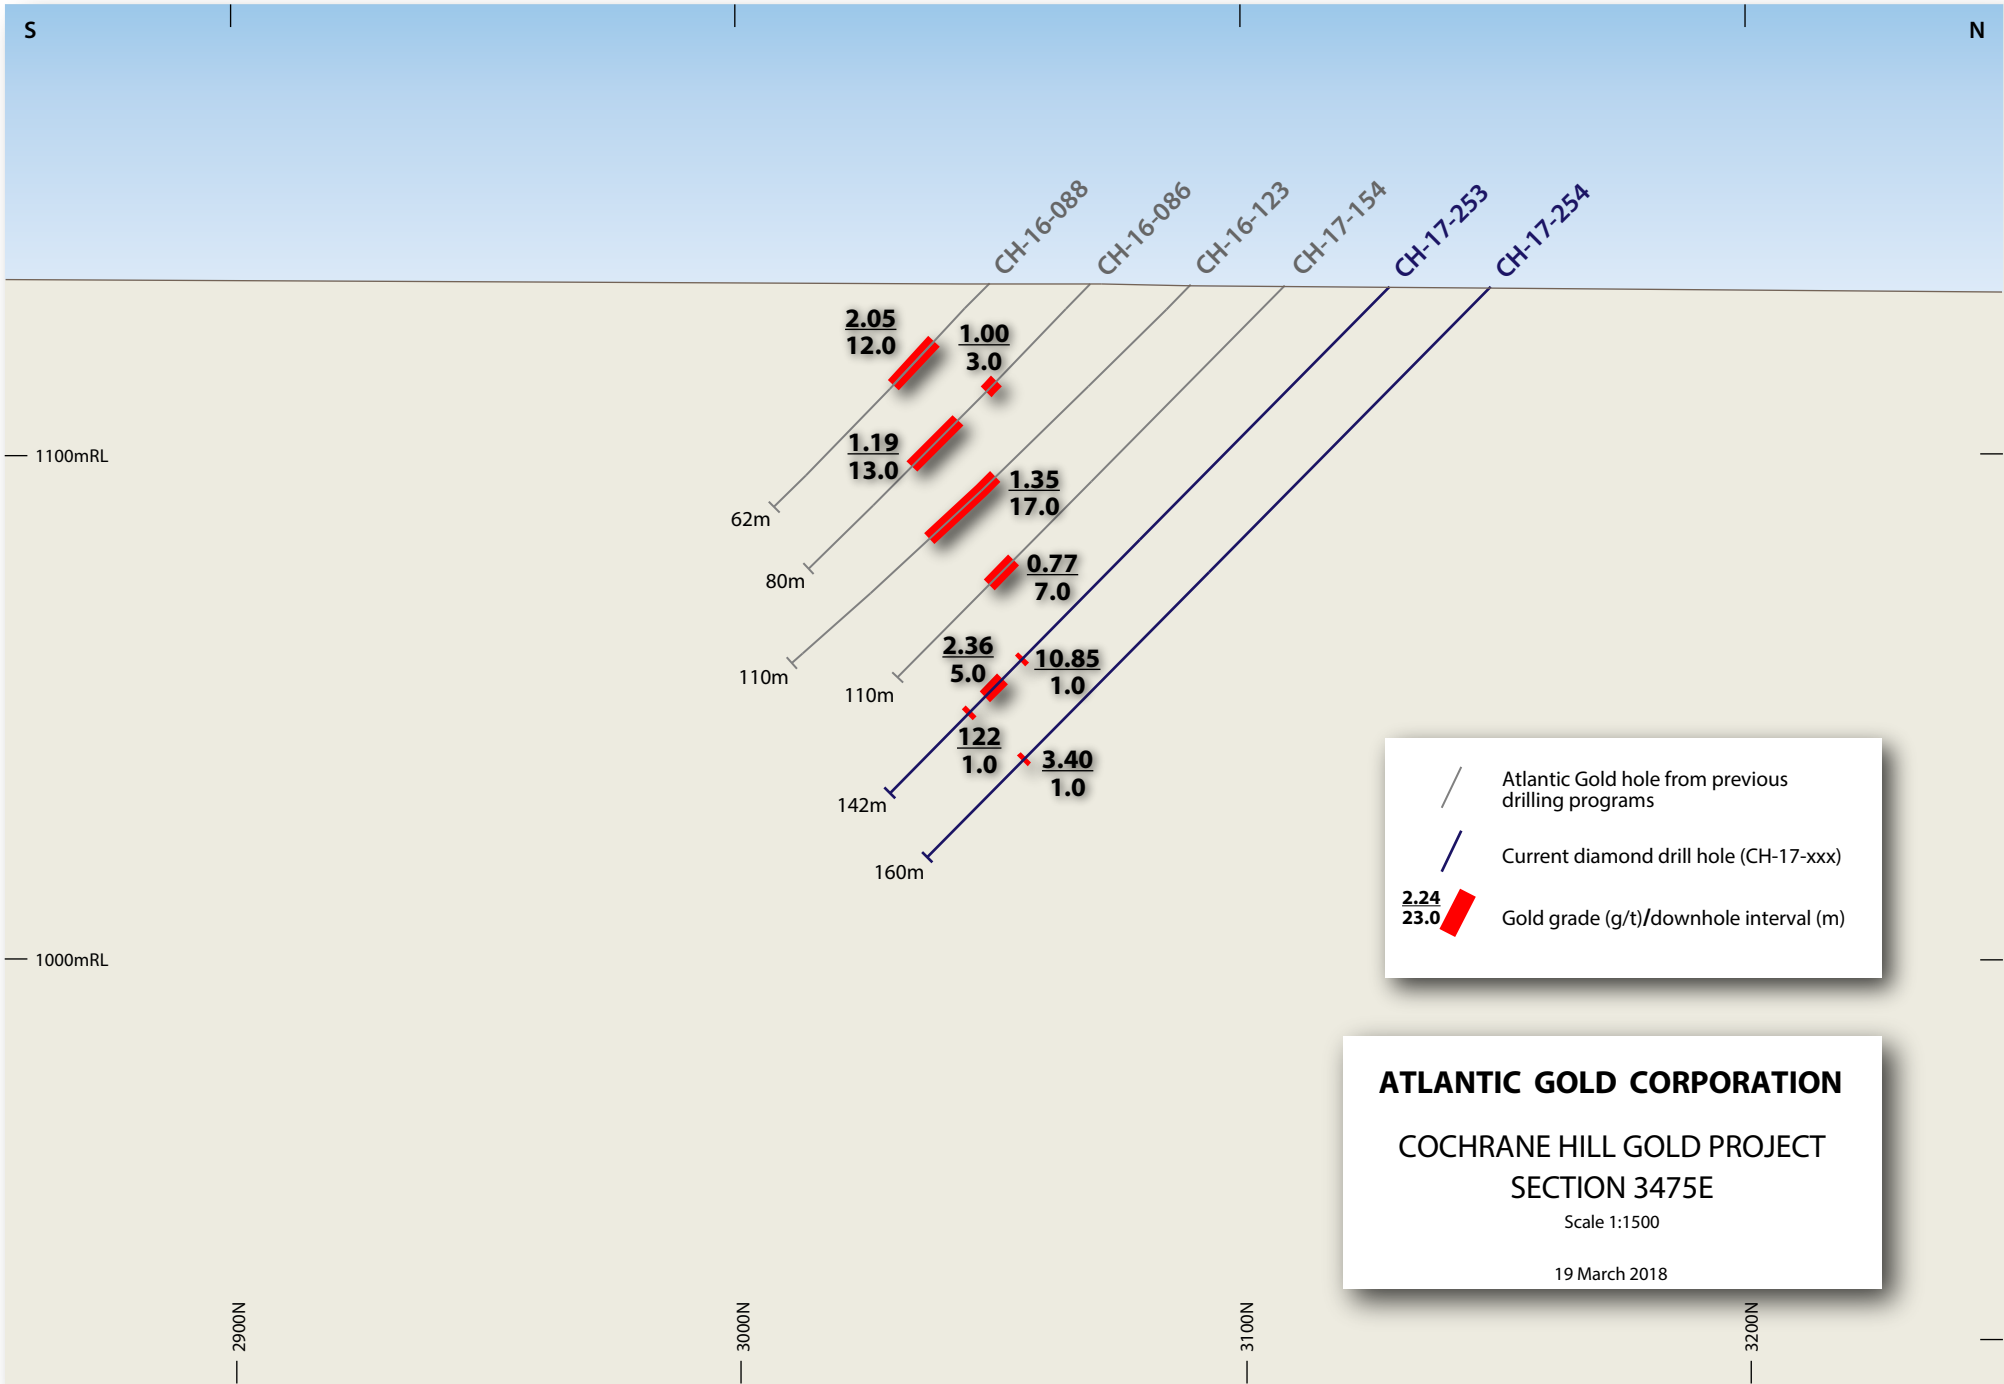 S
N
CH-16-088
CH-16-086
CH-16-123
CH-17-154
CH-17-253
CH-17-254
2.05
12.0
1.00
3.0
1.19
13.0
1100mRL
1.35
17.0
62m
80m
0.77
7.0
110m
110m
2.36
5.0
10.85
1.0
122
1.0
3.40
1.0
142m
160m
1000mRL
Atlantic Gold hole from previous
drilling programs
Current diamond drill hole (CH-17-xxx)
2.24
23.0
Gold grade (g/t)/downhole interval (m)
ATLANTIC GOLD CORPORATION
COCHRANE HILL GOLD PROJECT
SECTION 3475E
Scale 1:1500
19 March 2018
2900N
3000N
3100N
3200N